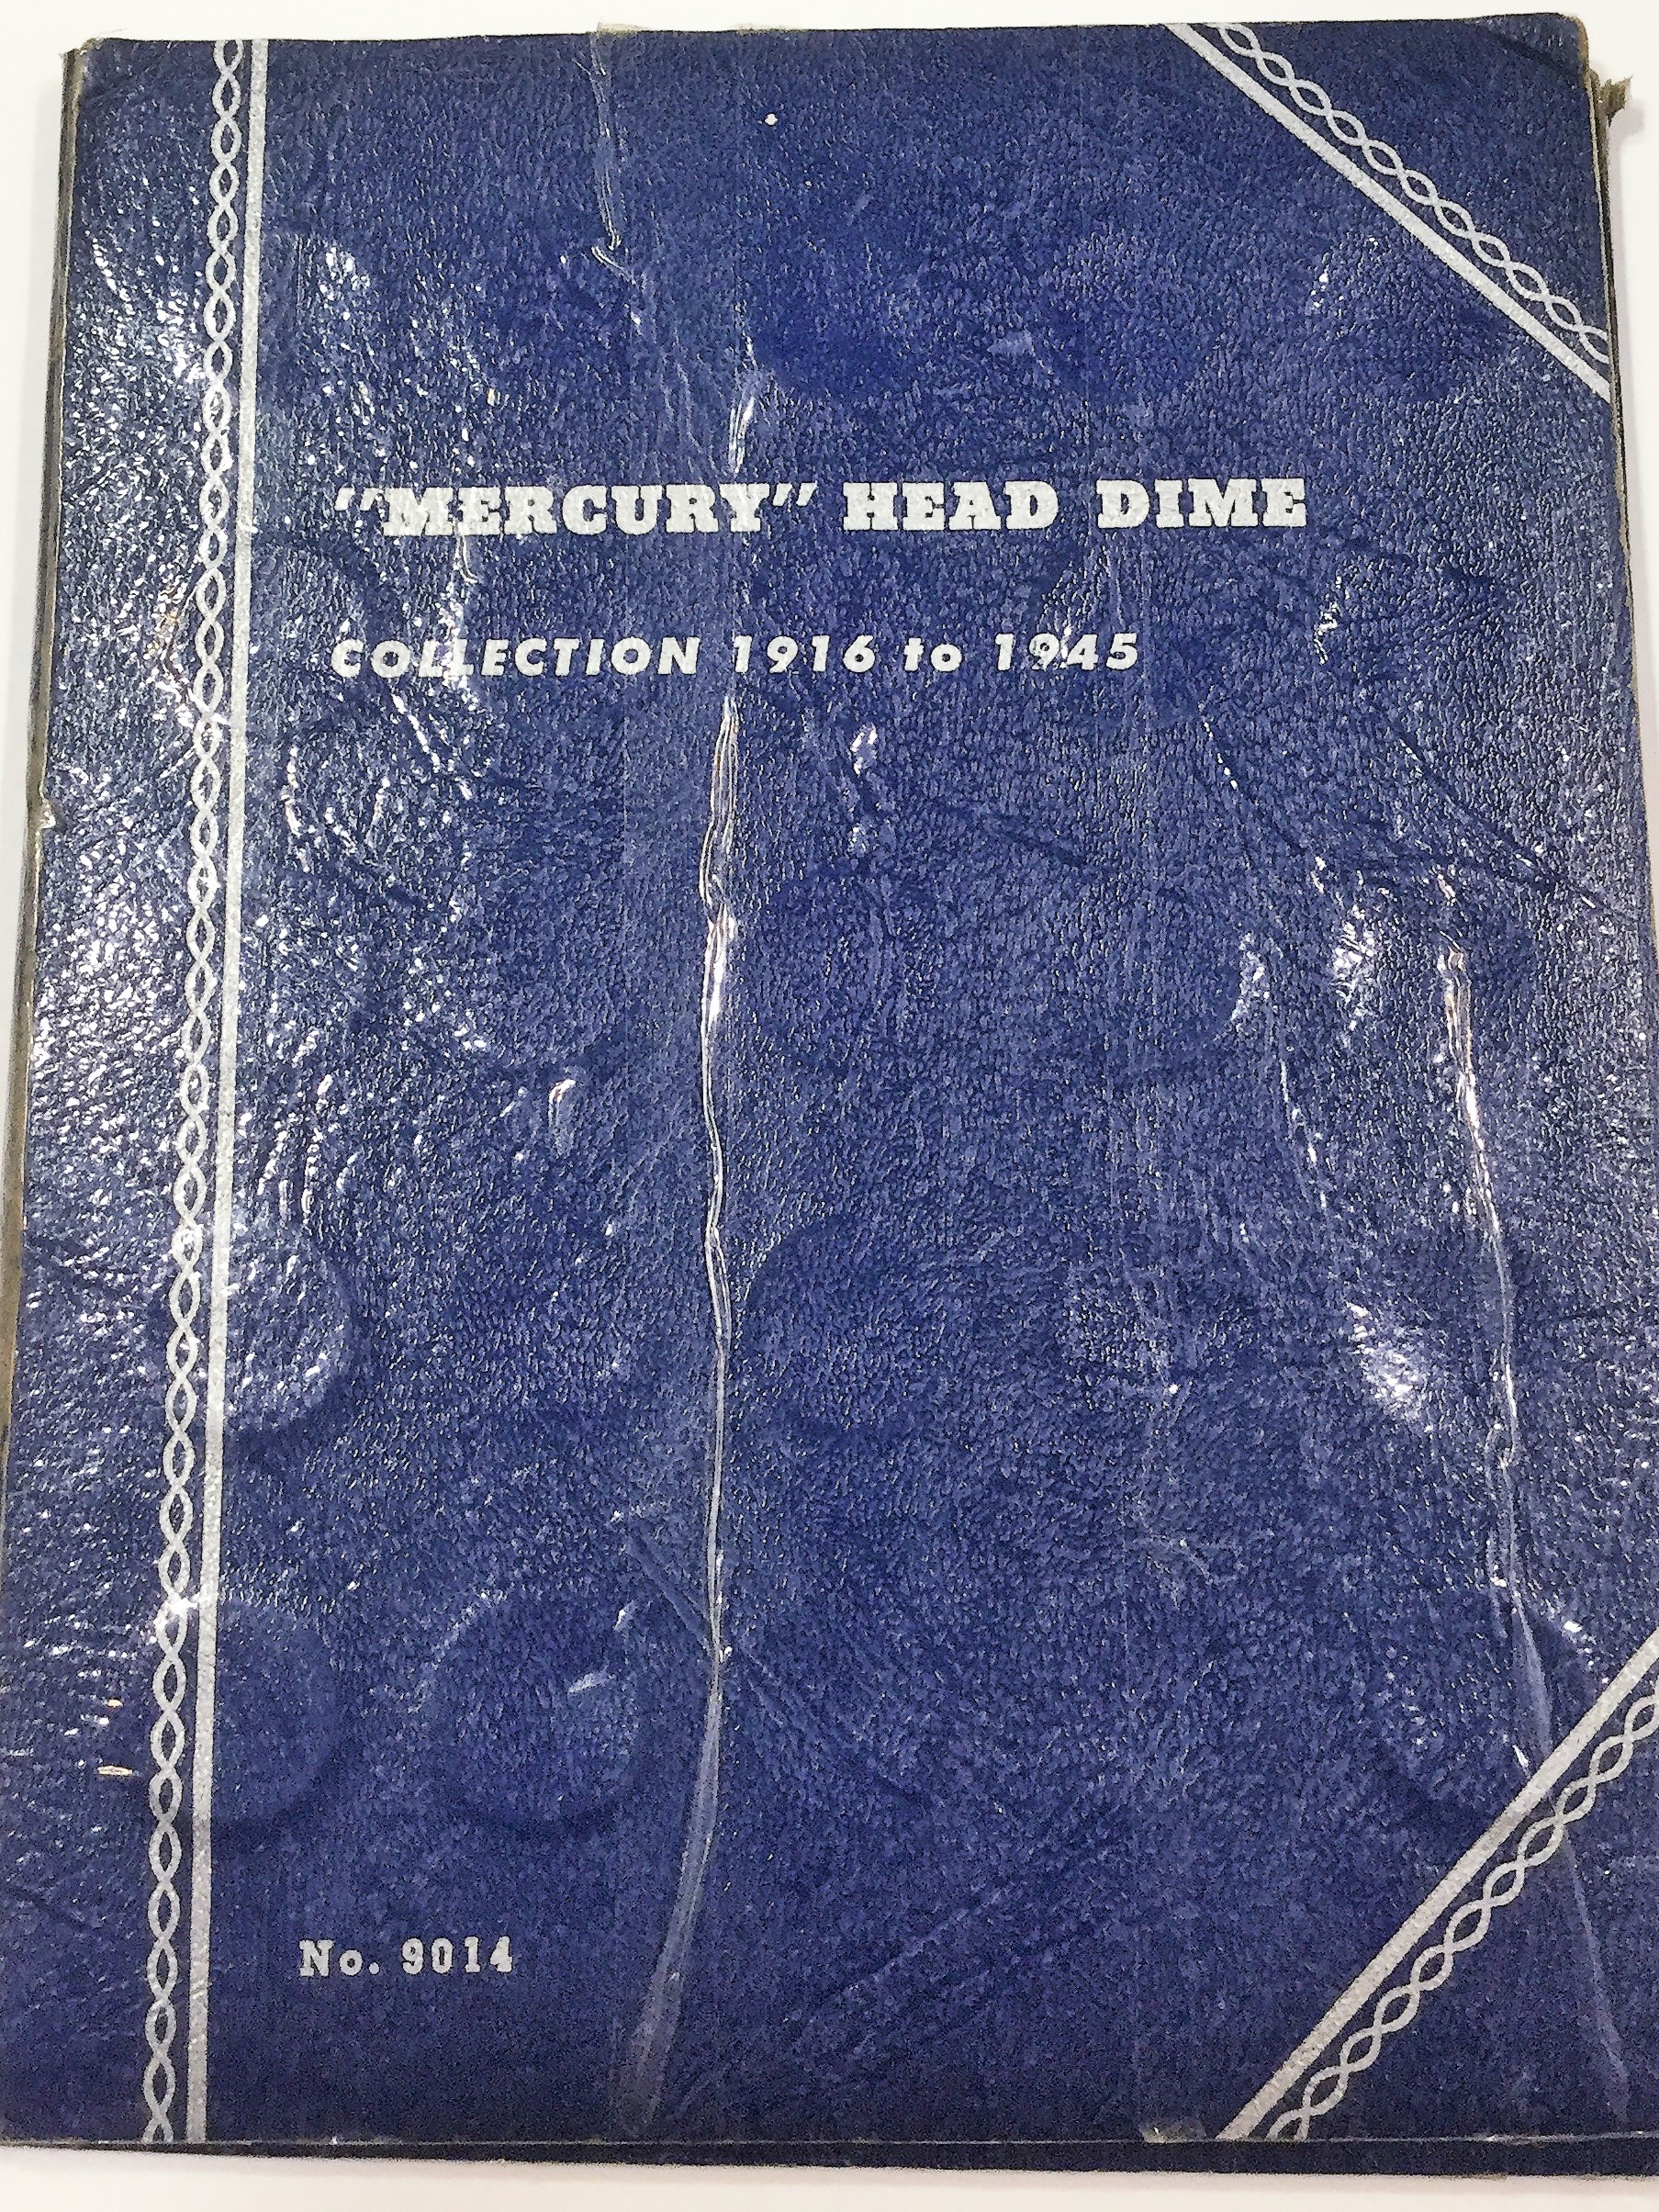 "MERCURY" HEAD DIME
COLLECTION 1916 to 1945
No. 9014